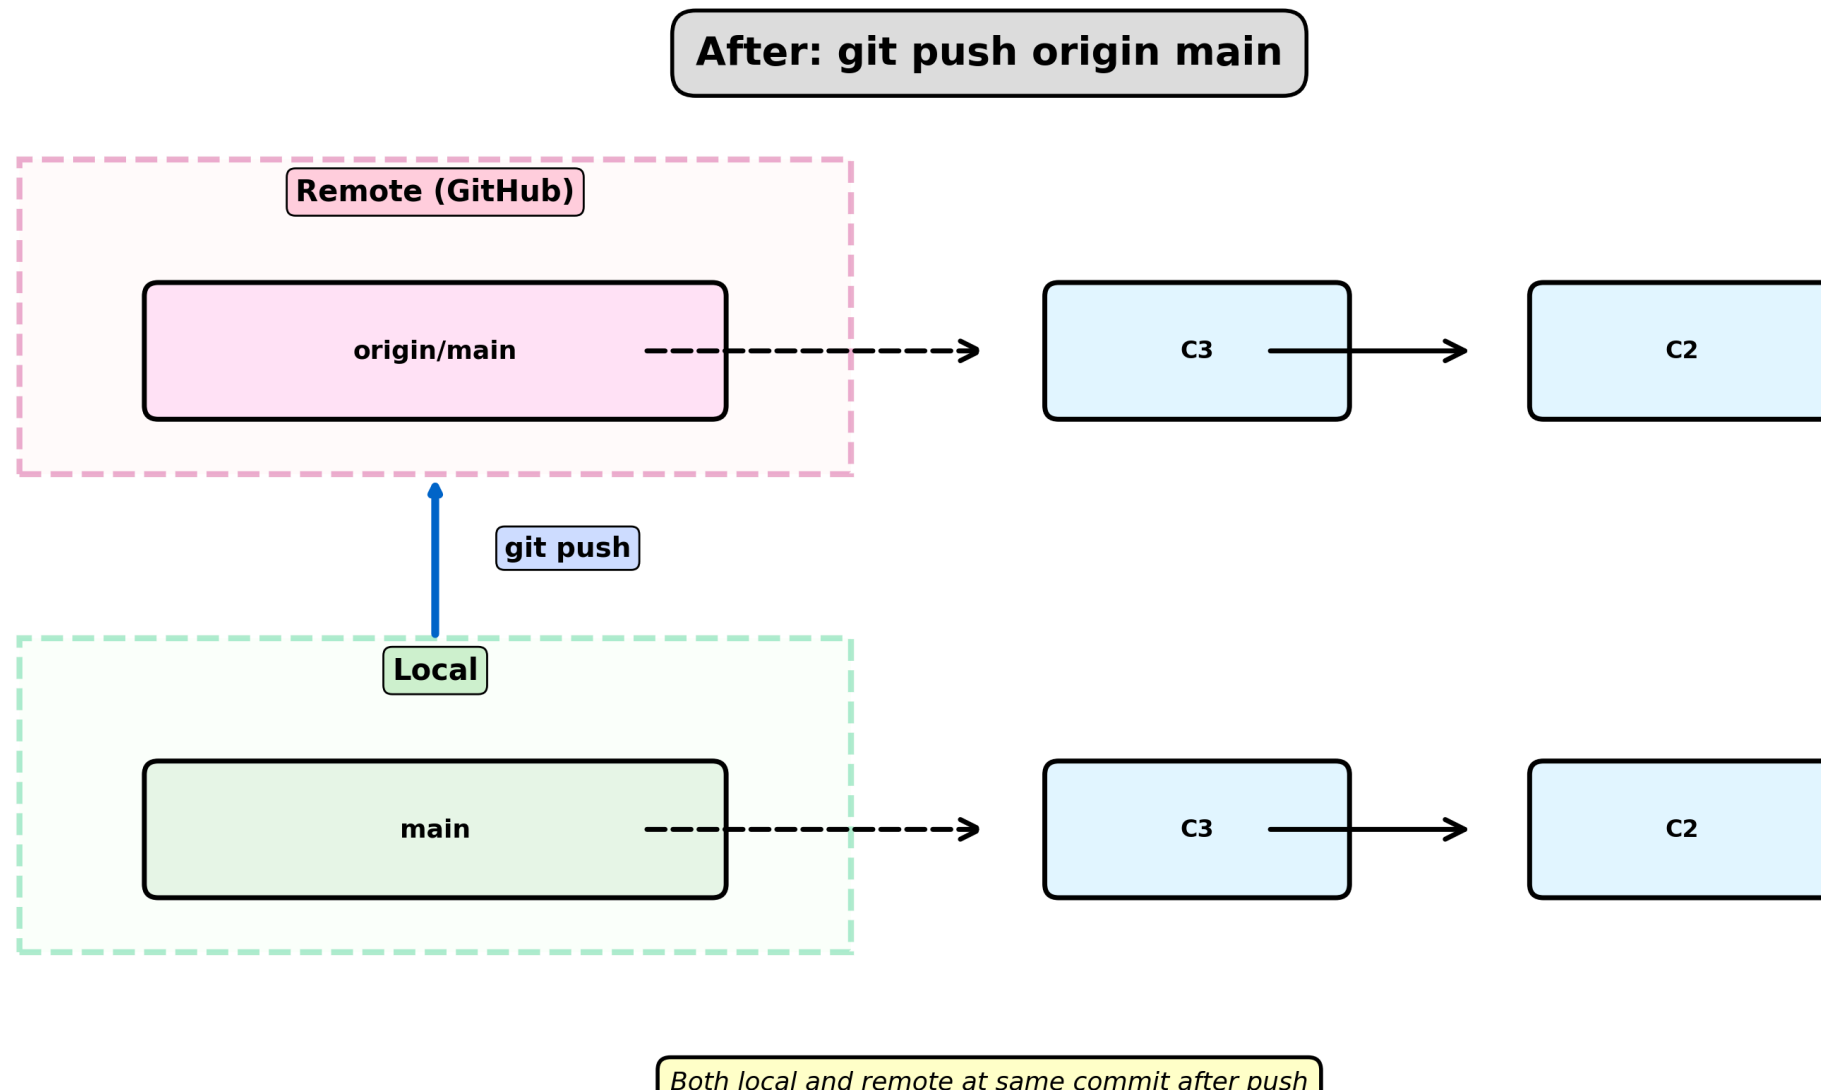 After: git push origin main
Remote (GitHub)
origin/main
C3
C2
git push
Local
main
C3
C2
Both local and remote at same commit after push